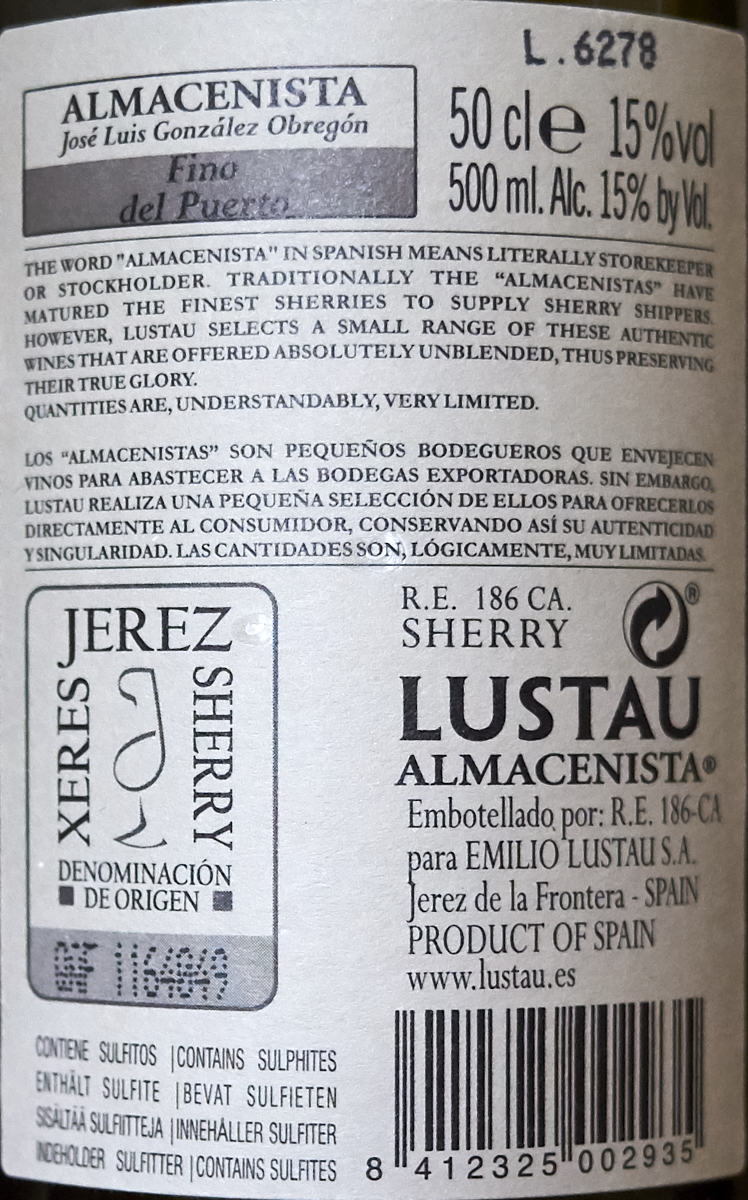 L.6278
ALMACENISTA
José Luis González Obregón
Fino
del Puerto
50 cl e 15%vol
500 ml. Alc. 15% by Vol.
THE WORD "ALMACENISTA" IN SPANISH MEANS LITERALLY STOREKEEPER
OR STOCKHOLDER. TRADITIONALLY THE "ALMACENISTAS" HAVE
MATURED THE FINEST SHERRIES TO SUPPLY SHERRY SHIPPERS.
HOWEVER, LUSTAU SELECTS A SMALL RANGE OF THESE AUTHENTIC
WINES THAT ARE OFFERED ABSOLUTELY UNBLENDED, THUS PRESERVING
THEIR TRUE GLORY.
QUANTITIES ARE, UNDERSTANDABLY, VERY LIMITED.
LOS "ALMACENISTAS" SON PEQUEÑOS BODEGUEROS QUE ENVEJECEN
VINOS PARA ABASTECER A LAS BODEGAS EXPORTADORAS. SIN EMBARGO,
LUSTAU REALIZA UNA PEQUEÑA SELECCIÓN DE ELLOS PARA OFRECERLOS
DIRECTAMENTE AL CONSUMIDOR, CONSERVANDO ASÍ SU AUTENTICIDAD
Y SINGULARIDAD. LAS CANTIDADES SON, LÓGICAMENTE, MUY LIMITADAS.
JEREZ
XERES
SHERRY
DENOMINACIÓN
DE ORIGEN
1164849
R.E. 186 CA.
SHERRY
®
LUSTAU
ALMACENISTA®
Embotellado por: R.E. 186-CA
para EMILIO LUSTAU S.A.
Jerez de la Frontera - SPAIN
PRODUCT OF SPAIN
www.lustau.es
CONTIENE SULFITOS | CONTAINS SULPHITES
ENTHÄLT SULFITE | BEVAT SULFIETEN
SISÄLTÄÄ SULFIITTEJA | INNEHÅLLER SULFITER
INDEHOLDER SULFITTER | CONTAINS SULFITES
8 412325 002935